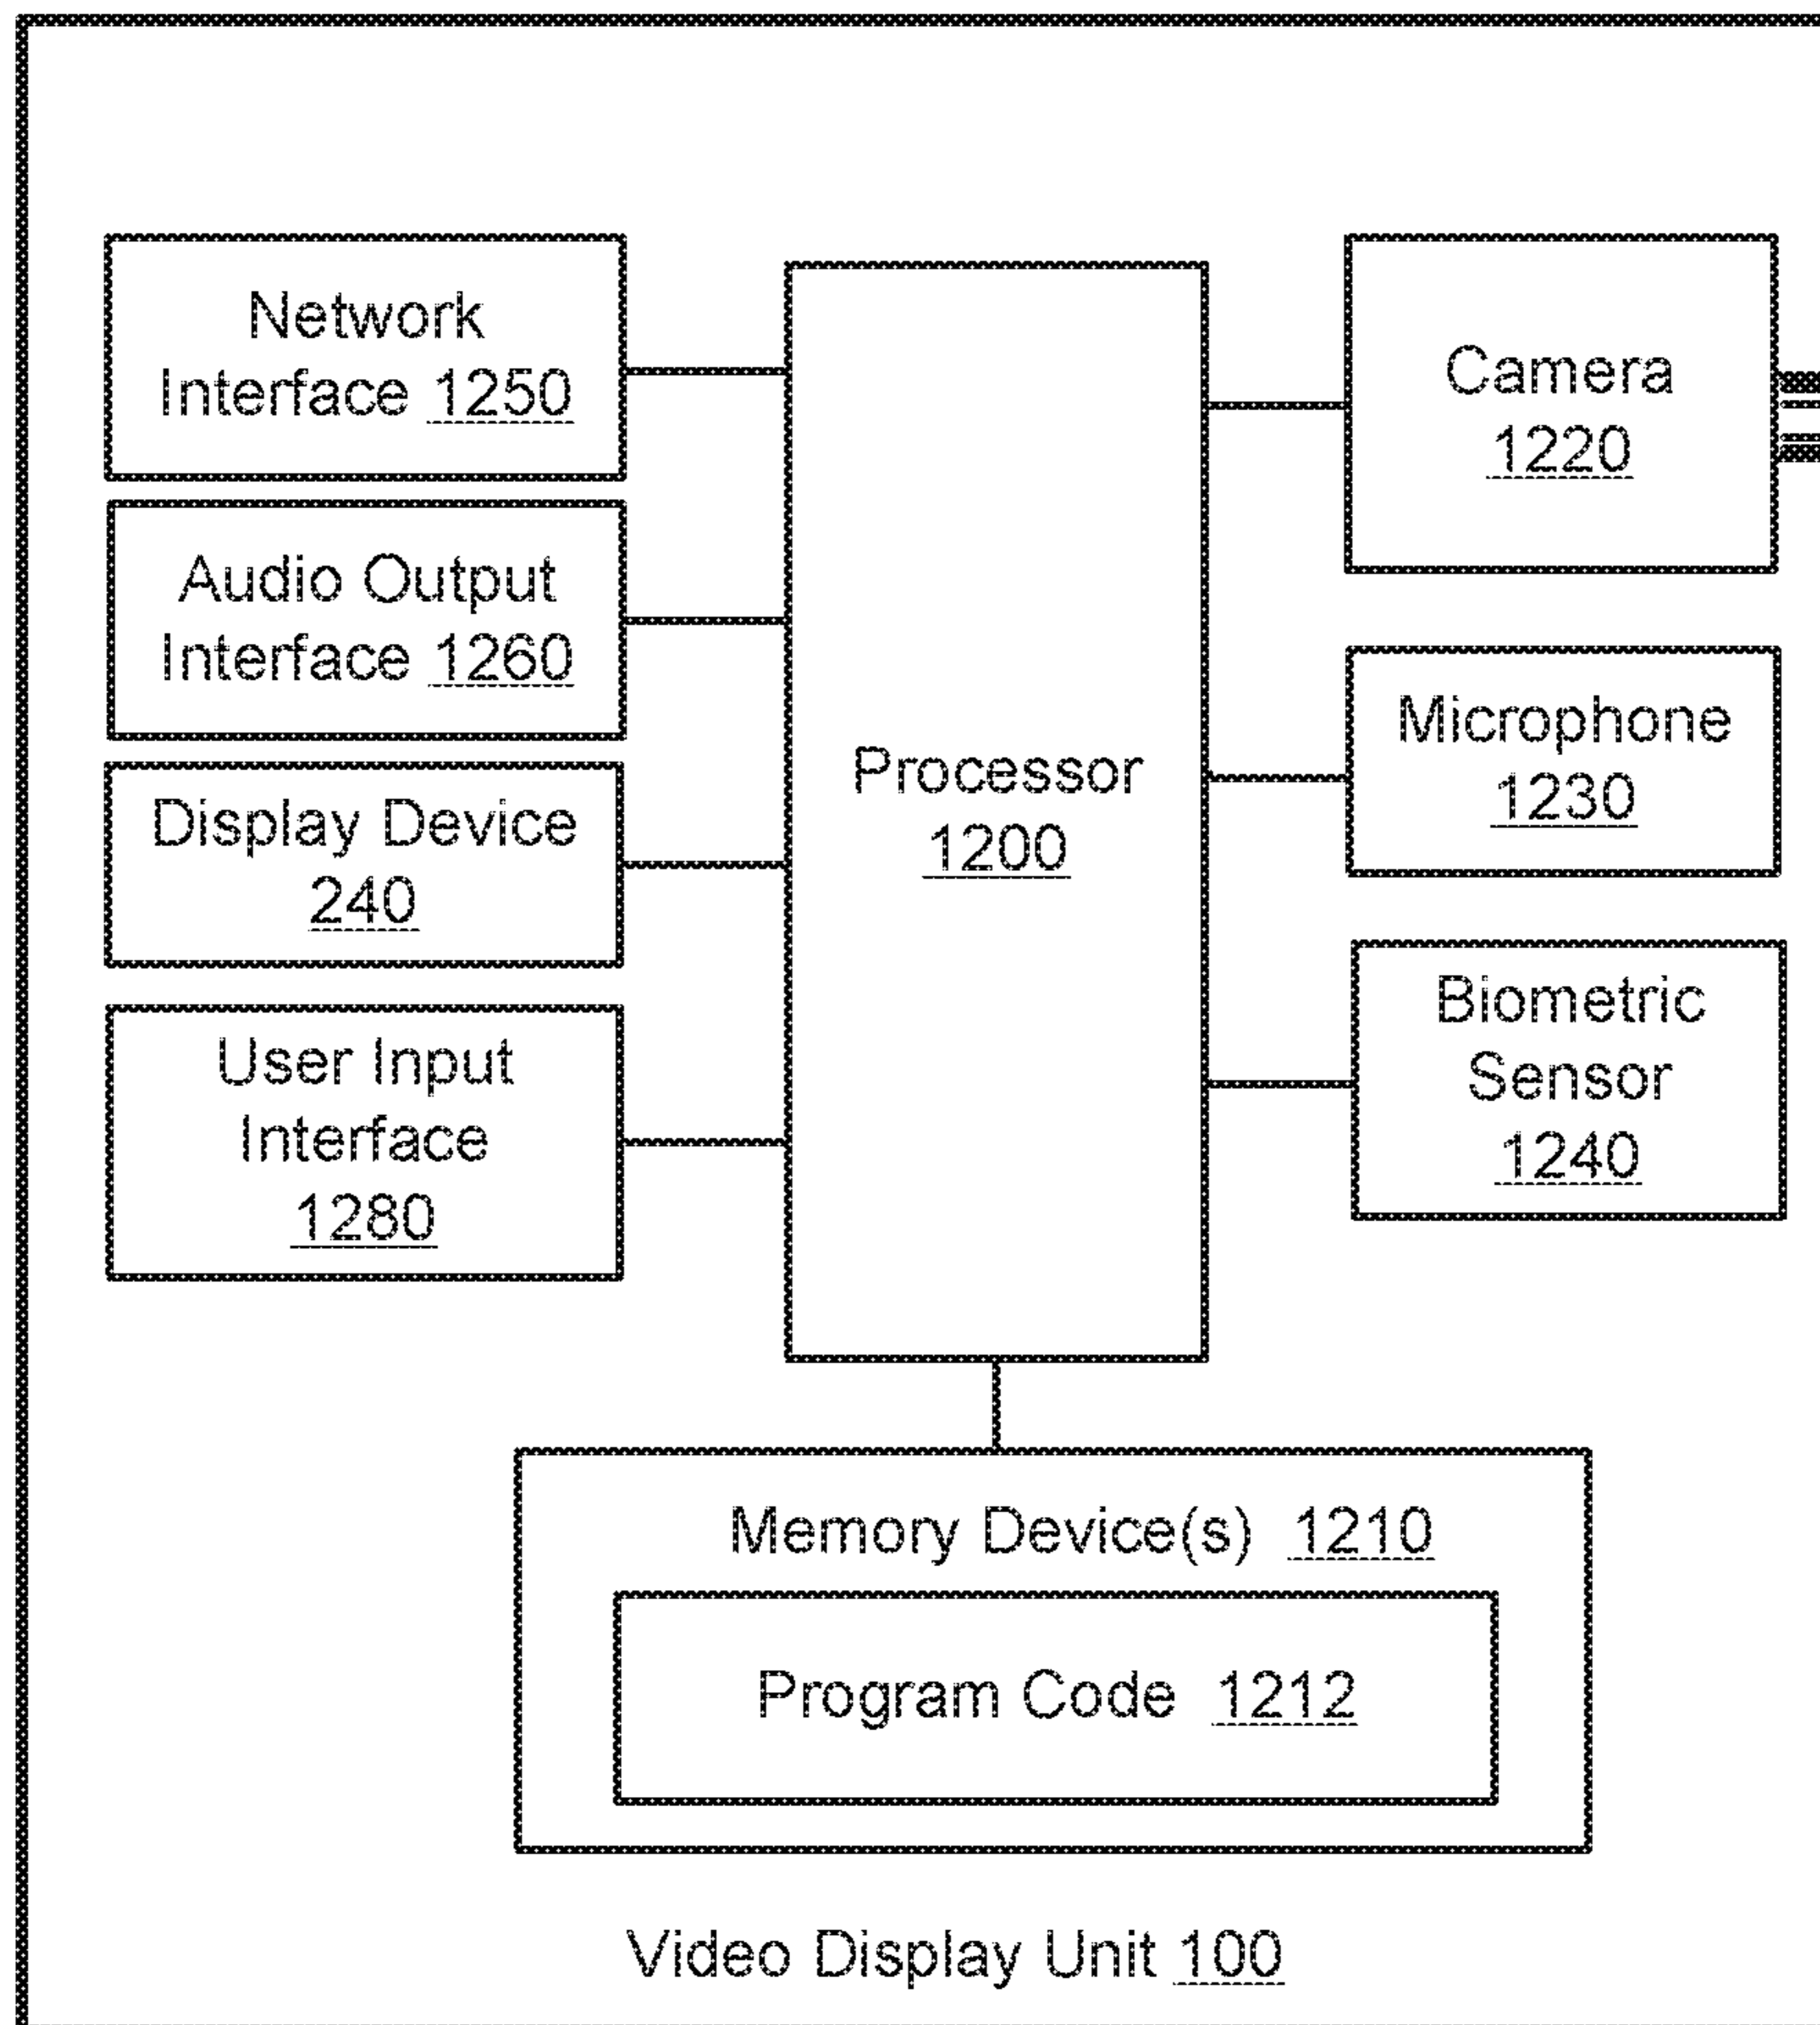 Network
Interface 1250
Audio Output
Interface 1260
Display Device
240
User Input
Interface
1280
Processor
1200
Camera
1220
Microphone
1230
Biometric
Sensor
1240
Memory Device(s) 1210
Program Code 1212
Video Display Unit 100